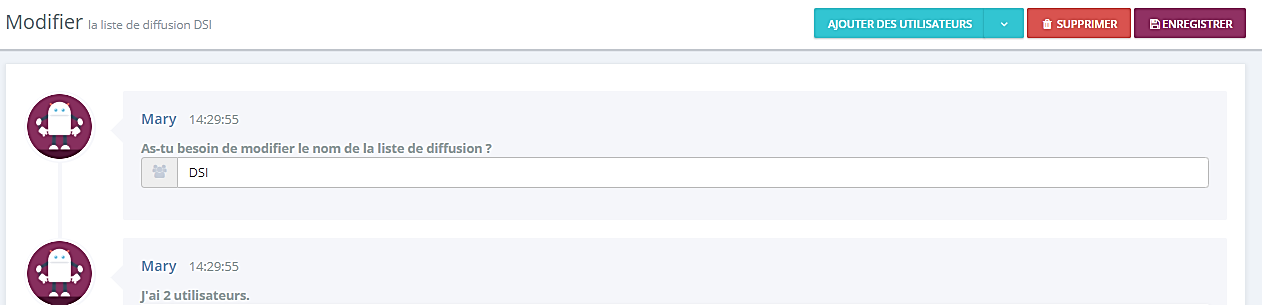 Modifier la liste de diffusion DSI
AJOUTER DES UTILISATEURS SUPPRIMER ENREGISTRER
Mary 14:29:55
As-tu besoin de modifier le nom de la liste de diffusion ?
DSI
Mary 14:29:55
J'ai 2 utilisateurs.